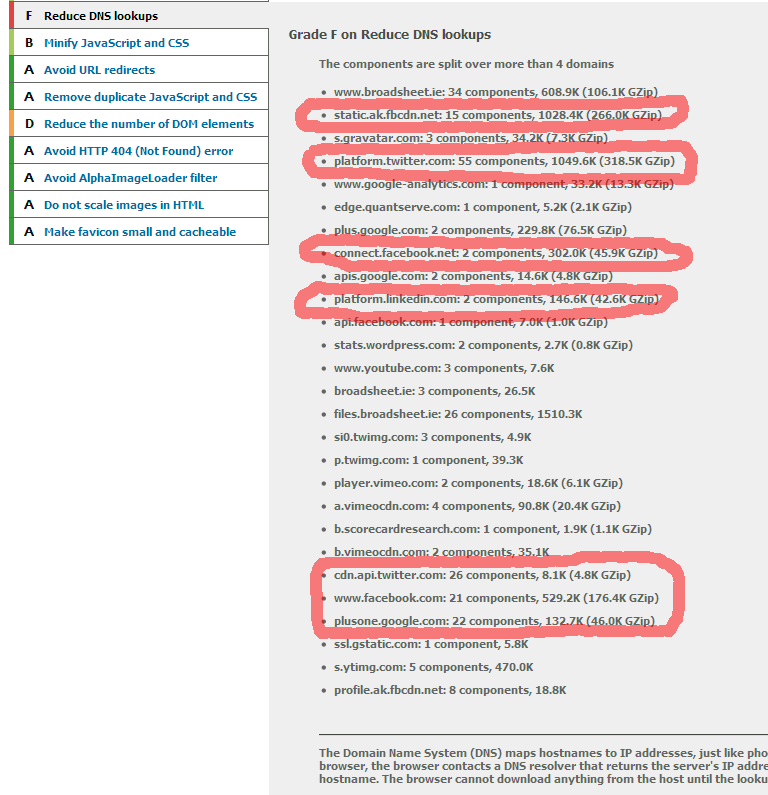 F Reduce DNS lookups
B Minify JavaScript and CSS
A Avoid URL redirects
A Remove duplicate JavaScript and CSS
D Reduce the number of DOM elements
A Avoid HTTP 404 (Not Found) error
A Avoid AlphaImageLoader filter
A Do not scale images in HTML
A Make favicon small and cacheable
Grade F on Reduce DNS lookups
The components are split over more than 4 domains
• www.broadsheet.ie: 34 components, 608.9K (106.1K GZip)
• static.ak.fbcdn.net: 15 components, 1028.4K (266.0K GZip)
• s.gravatar.com: 3 components, 34.2K (7.3K GZip)
• platform.twitter.com: 55 components, 1049.6K (318.5K GZip)
• www.google-analytics.com: 1 component, 33.2K (13.3K GZip)
• edge.quantserve.com: 1 component, 5.2K (2.1K GZip)
• plus.google.com: 2 components, 229.8K (76.5K GZip)
• connect.facebook.net: 2 components, 302.0K (45.9K GZip)
• apis.google.com: 2 components, 14.6K (4.8K GZip)
• platform.linkedin.com: 2 components, 146.6K (42.6K GZip)
• api.facebook.com: 1 component, 7.0K (1.0K GZip)
• stats.wordpress.com: 2 components, 2.7K (0.8K GZip)
• www.youtube.com: 3 components, 7.6K
• broadsheet.ie: 3 components, 26.5K
• files.broadsheet.ie: 26 components, 1510.3K
• si0.twimg.com: 3 components, 4.9K
• p.twimg.com: 1 component, 39.3K
• player.vimeo.com: 2 components, 18.6K (6.1K GZip)
• a.vimeocdn.com: 4 components, 90.8K (20.4K GZip)
• b.scorecardresearch.com: 1 component, 1.9K (1.1K GZip)
• b.vimeocdn.com: 2 components, 35.1K
• cdn.api.twitter.com: 26 components, 8.1K (4.8K GZip)
• www.facebook.com: 21 components, 529.2K (176.4K GZip)
• plusone.google.com: 22 components, 132.7K (46.0K GZip)
• ssl.gstatic.com: 1 component, 5.8K
• s.ytimg.com: 5 components, 470.0K
• profile.ak.fbcdn.net: 8 components, 18.8K
The Domain Name System (DNS) maps hostnames to IP addresses, just like pho
browser, the browser contacts a DNS resolver that returns the server's IP addre
hostname. The browser cannot download anything from the host until the looku